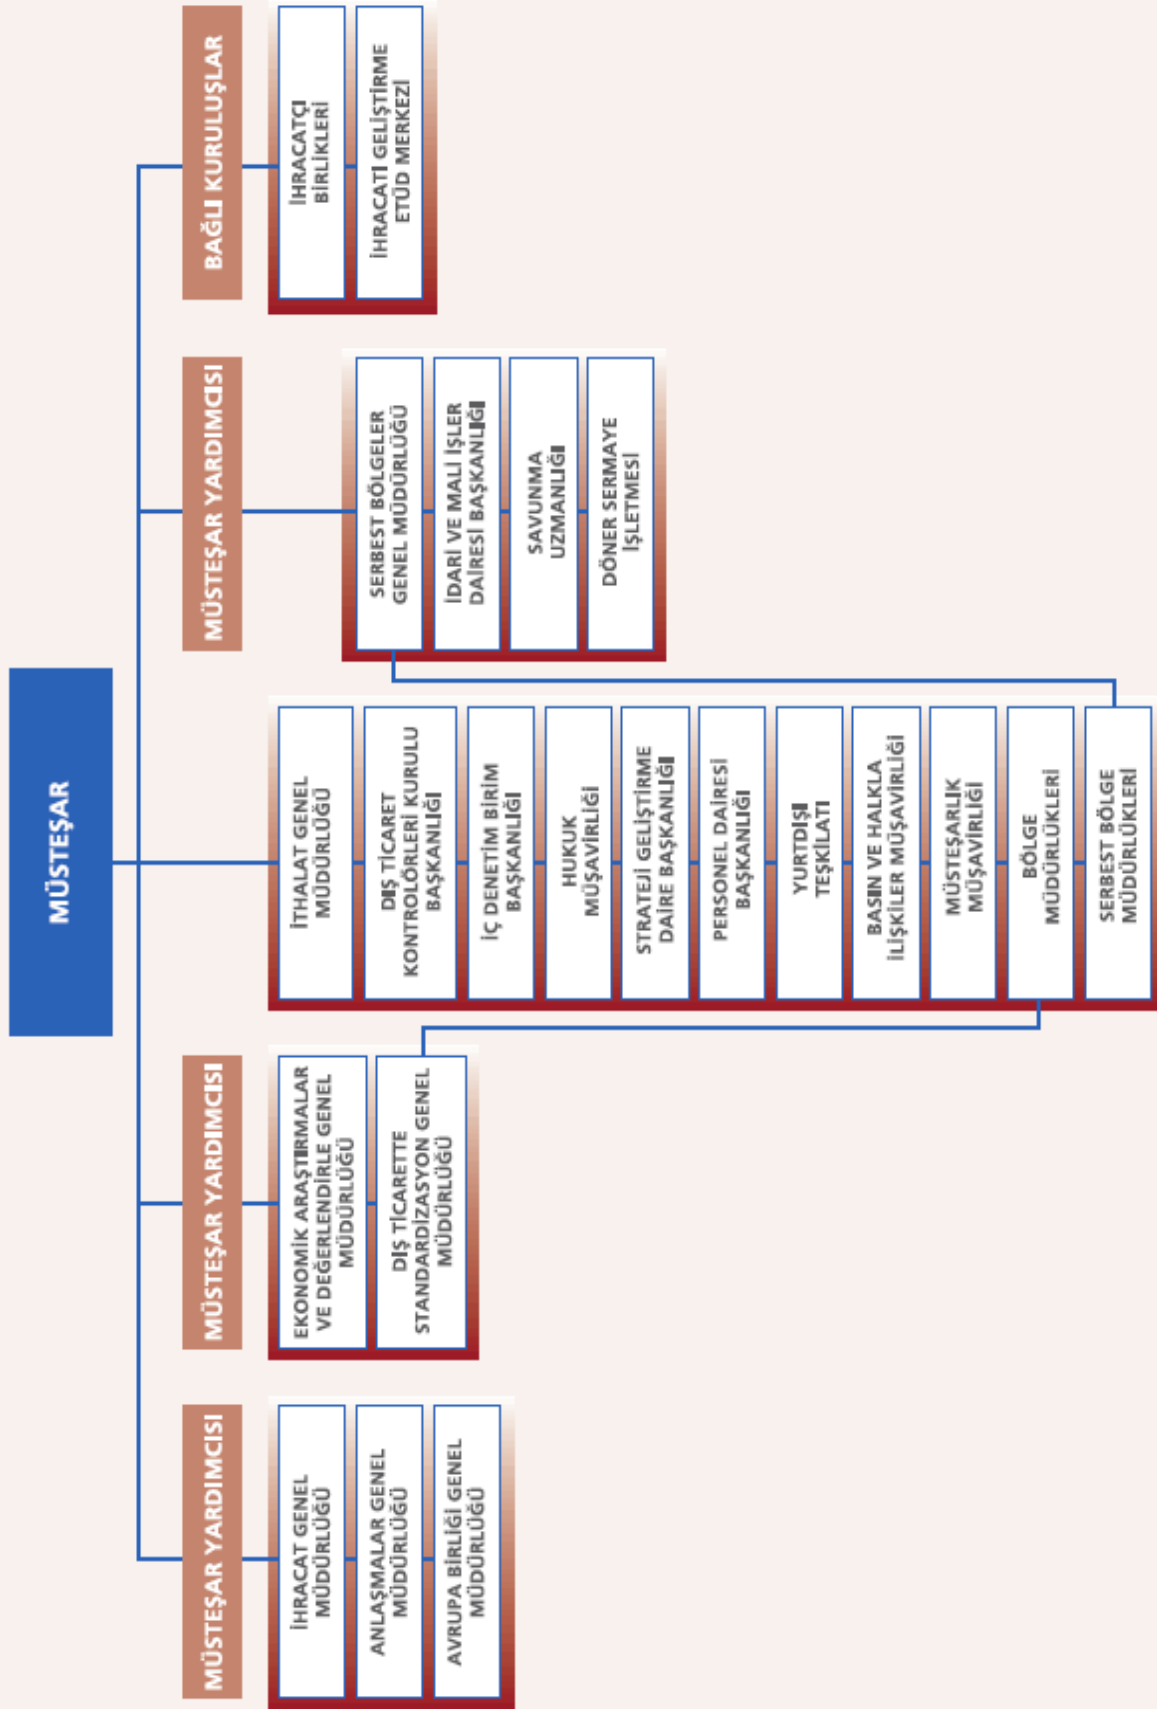 MÜSTEŞAR
MÜSTEŞAR YARDIMCISI
İHRACAT GENEL
MÜDÜRLÜĞÜ
ANLAŞMALAR GENEL
MÜDÜRLÜĞÜ
AVRUPA BİRLİĞİ GENEL
MÜDÜRLÜĞÜ
MÜSTEŞAR YARDIMCISI
EKONOMİK ARAŞTIRMALAR
VE DEĞERLENDİRLE GENEL
MÜDÜRLÜĞÜ
DIŞ TİCARETTE
STANDARDİZASYON GENEL
MÜDÜRLÜĞÜ
İTHALAT GENEL
MÜDÜRLÜĞÜ
DIŞ TİCARET
KONTROLÖRLERİ KURULU
BAŞKANLIĞI
İÇ DENETİM BİRİM
BAŞKANLIĞI
HUKUK
MÜŞAVİRLİĞİ
STRATEJİ GELİŞTİRME
DAİRE BAŞKANLIĞI
PERSONEL DAİRESİ
BAŞKANLIĞI
YURTDIŞI
TEŞKİLATI
BASIN VE HALKLA
İLİŞKİLER MÜŞAVİRLİĞİ
MÜSTEŞARLIK
MÜŞAVİRLİĞİ
BÖLGE
MÜDÜRLÜKLERİ
SERBEST BÖLGE
MÜDÜRLÜKLERİ
MÜSTEŞAR YARDIMCISI
SERBEST BÖLGELER
GENEL MÜDÜRLÜĞÜ
İDARİ VE MALİ İŞLER
DAİRESİ BAŞKANLIĞI
SAVUNMA
UZMANLIĞI
DÖNER SERMAYE
İŞLETMESİ
BAĞLI KURULUŞLAR
İHRACATÇI
BİRLİKLERİ
İHRACATI GELİŞTİRME
ETÜD MERKEZİ